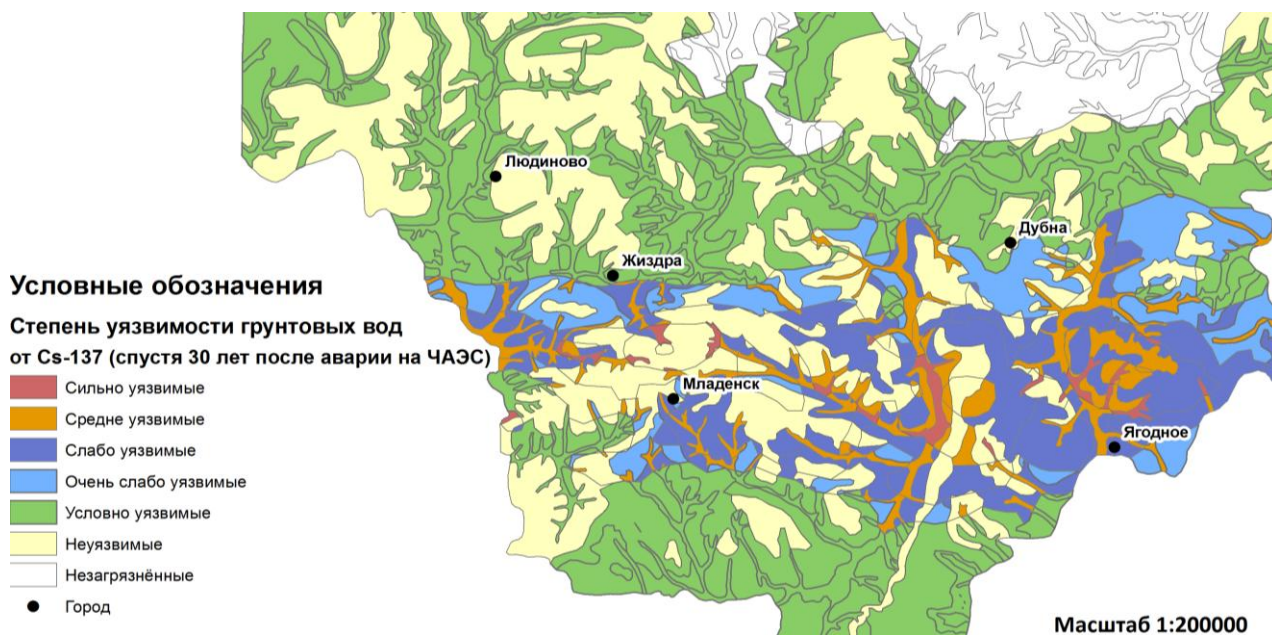 Людиново
Дубна
Жиздра
Условные обозначения
Степень уязвимости грунтовых вод
от Cs-137 (спустя 30 лет после аварии на ЧАЭС)
Сильно уязвимые
Средне уязвимые
Младенск
Слабо уязвимые
Ягодное
Очень слабо уязвимые
Условно уязвимые
Неуязвимые
Незагрязнённые
Город
Масштаб 1:200000